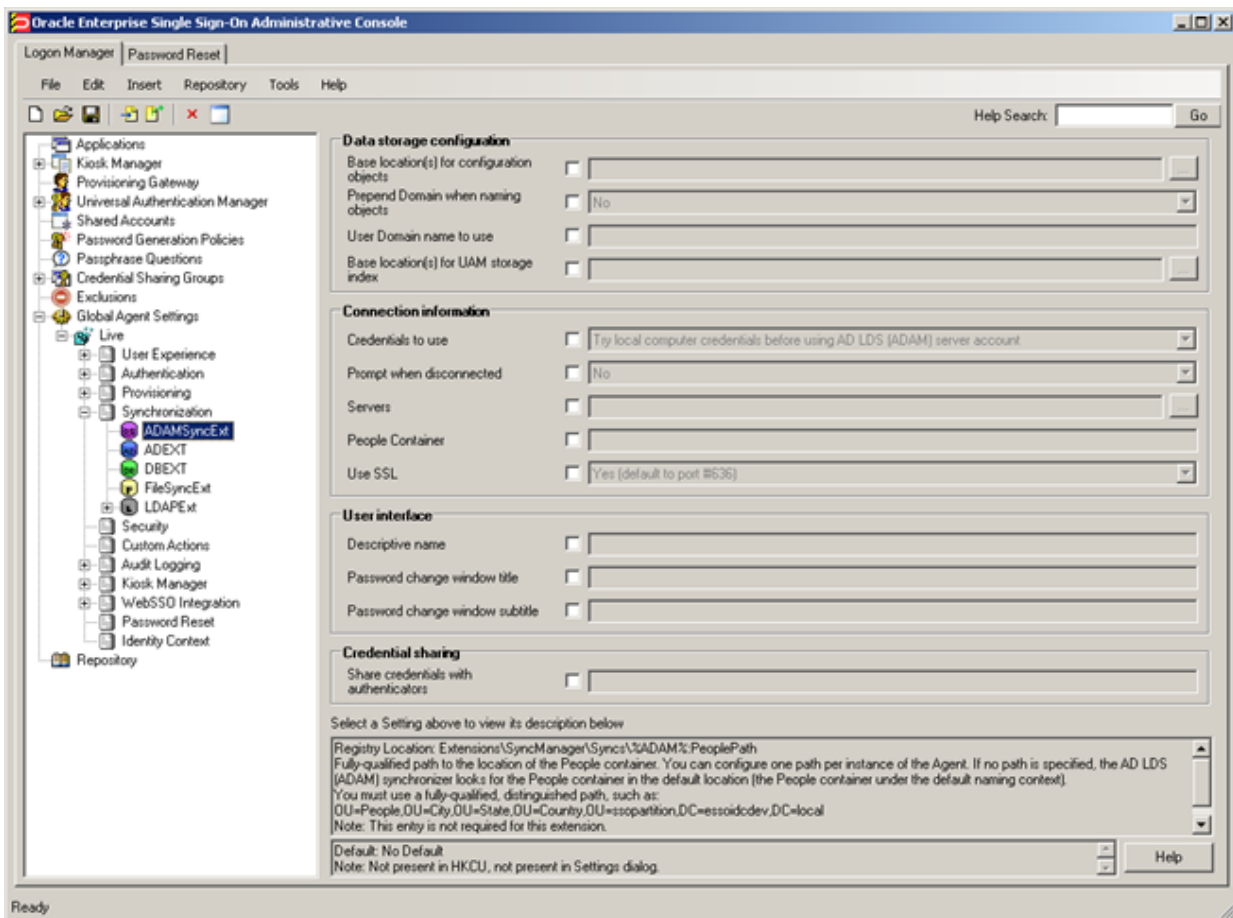 Oracle Enterprise Single Sign-On Administrative Console
Logon Manager
Password Reset
File Edit Insert Repository Tools Help
Help Search:
Go
Applications
Kiosk Manager
Provisioning Gateway
Universal Authentication Manager
Shared Accounts
Password Generation Policies
Passphrase Questions
Credential Sharing Groups
Exclusions
Global Agent Settings
Live
User Experience
Authentication
Provisioning
Synchronization
ADAMSyncExt
ADEXT
DBEXT
FileSyncExt
LDAPExt
Security
Custom Actions
Audit Logging
Kiosk Manager
WebSSO Integration
Password Reset
Identity Context
Repository
Data storage configuration
Base location(s) for configuration
objects
...
Prepend Domain when naming
objects
No
User Domain name to use
Base location(s) for UAM storage
index
...
Connection information
Credentials to use
Try local computer credentials before using AD LDS (ADAM) server account
Prompt when disconnected
No
Servers
...
People Container
Use SSL
Yes (default to port #636)
User interface
Descriptive name
Password change window title
Password change window subtitle
Credential sharing
Share credentials with
authenticators
Select a Setting above to view its description below
Registry Location: Extensions\SyncManager\Syncs\%ADAM%:PeoplePath
Fully-qualified path to the location of the People container. You can configure one path per instance of the Agent. If no path is specified, the AD LDS
(ADAM) synchronizer looks for the People container in the default location (the People container under the default naming context).
You must use a fully-qualified, distinguished path, such as:
OU=People,OU=City,OU=State,OU=Country,OU=ssopartition,DC=essoidcdev,DC=local
Note: This entry is not required for this extension.
Default: No Default
Note: Not present in HKCU, not present in Settings dialog.
Help
Ready